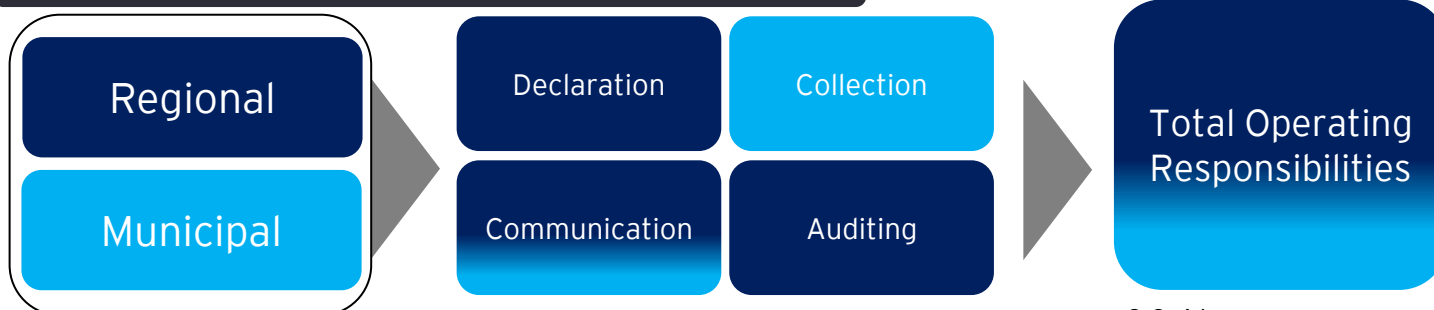 Regional
Municipal
Declaration
Collection
Communication
Auditing
Total Operating
Responsibilities